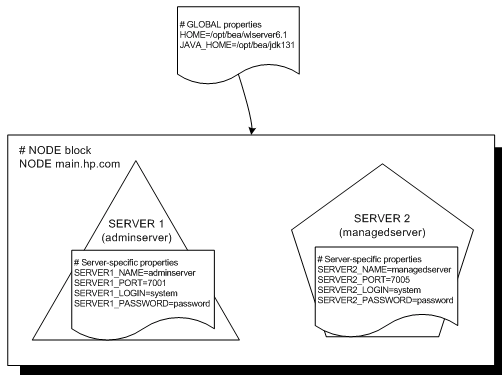 # GLOBAL properties
HOME=/opt/bea/wlserver6.1
JAVA_HOME=/opt/bea/jdk131
# NODE block
NODE main.hp.com
SERVER 1
(adminserver)
# Server-specific properties
SERVER1_NAME=adminserver
SERVER1_PORT=7001
SERVER1_LOGIN=system
SERVER1_PASSWORD=password
SERVER 2
(managedserver)
# Server-specific properties
SERVER2_NAME=managedserver
SERVER2_PORT=7005
SERVER2_LOGIN=system
SERVER2_PASSWORD=password